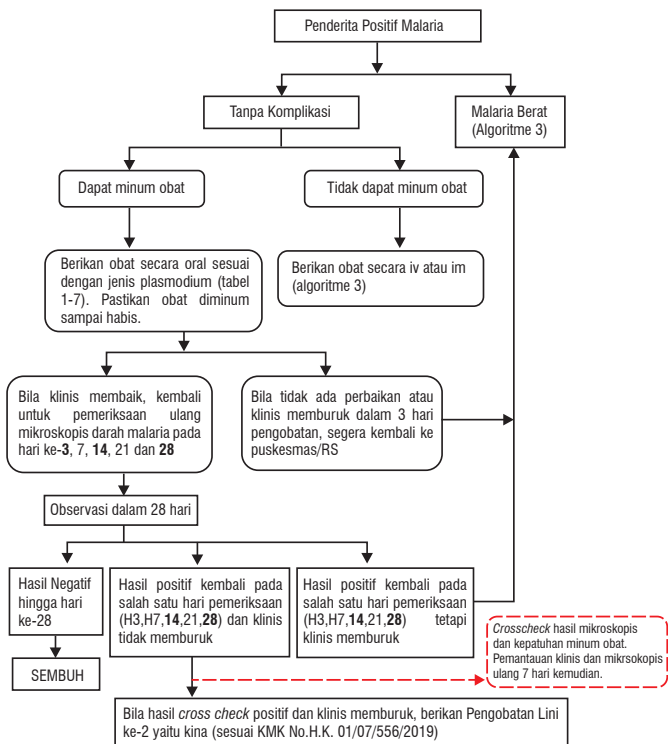 Penderita Positif Malaria
Tanpa Komplikasi
Malaria Berat
(Algoritme 3)
Dapat minum obat
Tidak dapat minum obat
Berikan obat secara oral sesuai
dengan jenis plasmodium (tabel
1-7). Pastikan obat diminum
sampai habis.
Berikan obat secara iv atau im
(algoritme 3)
Bila klinis membaik, kembali
untuk pemeriksaan ulang
mikroskopis darah malaria pada
hari ke-3, 7, 14, 21 dan 28
Bila tidak ada perbaikan atau
klinis memburuk dalam 3 hari
pengobatan, segera kembali ke
puskesmas/RS
Observasi dalam 28 hari
Hasil Negatif
hingga hari
ke-28
Hasil positif kembali pada
salah satu hari pemeriksaan
(H3,H7,14,21,28) dan klinis
tidak memburuk
Hasil positif kembali pada
salah satu hari pemeriksaan
(H3,H7,14,21,28) tetapi
klinis memburuk
Crosscheck hasil mikroskopis
dan kepatuhan minum obat.
Pemantauan klinis dan mikrsokopis
ulang 7 hari kemudian.
SEMBUH
Bila hasil cross check positif dan klinis memburuk, berikan Pengobatan Lini
ke-2 yaitu kina (sesuai KMK No.H.K. 01/07/556/2019)